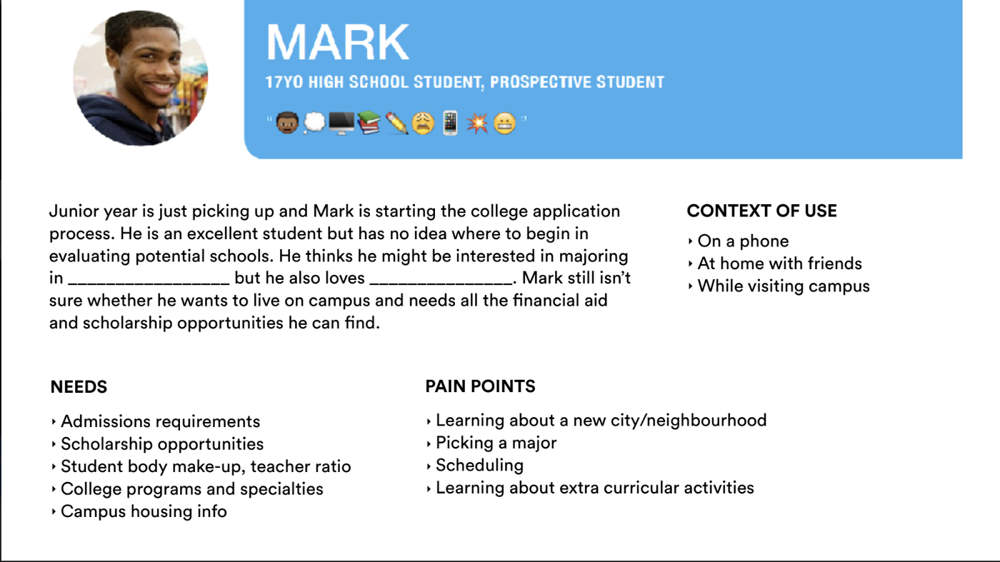 MARK
17YO HIGH SCHOOL STUDENT, PROSPECTIVE STUDENT
“👦🏿💭🖥📚✏️😩📱💥😬”
Junior year is just picking up and Mark is starting the college application
process. He is an excellent student but has no idea where to begin in
evaluating potential schools. He thinks he might be interested in majoring
in _________________ but he also loves _______________. Mark still isn’t
sure whether he wants to live on campus and needs all the financial aid
and scholarship opportunities he can find.
CONTEXT OF USE
‣ On a phone
‣ At home with friends
‣ While visiting campus
NEEDS
‣ Admissions requirements
‣ Scholarship opportunities
‣ Student body make-up, teacher ratio
‣ College programs and specialties
‣ Campus housing info
PAIN POINTS
‣ Learning about a new city/neighbourhood
‣ Picking a major
‣ Scheduling
‣ Learning about extra curricular activities